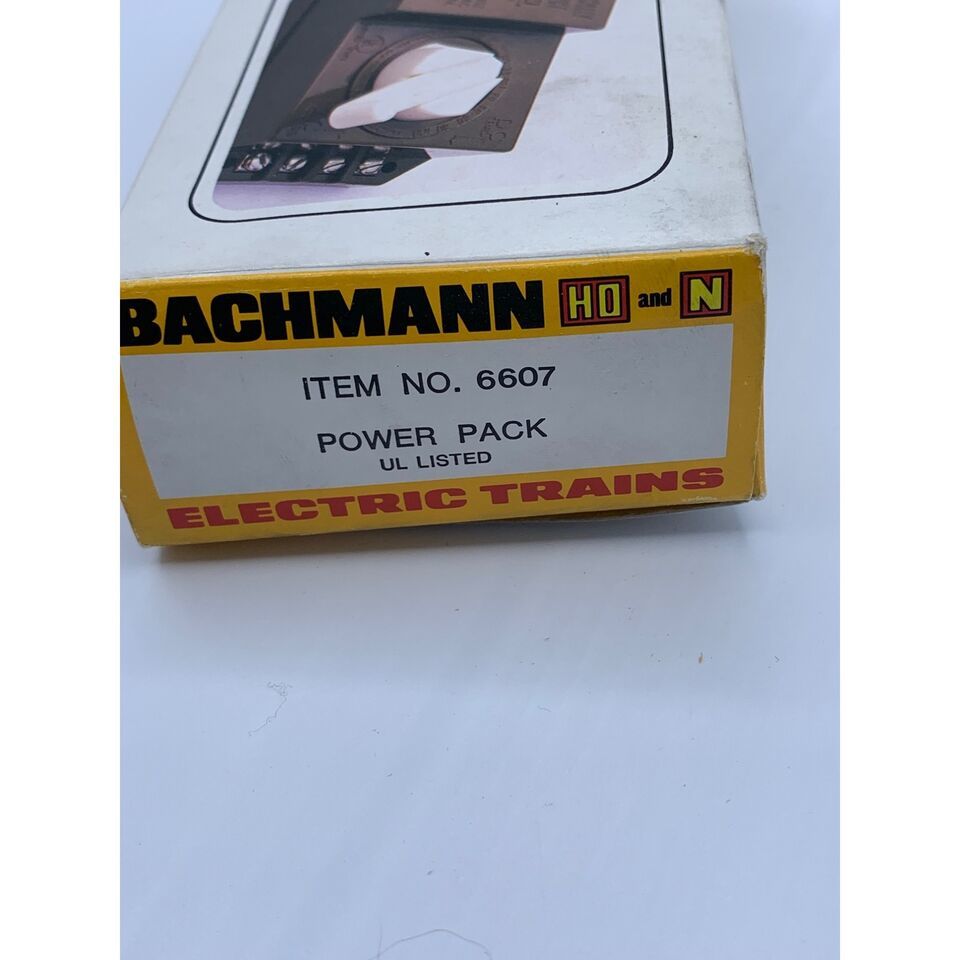 BACHMANN HO and N
ITEM NO. 6607
POWER PACK
UL LISTED
ELECTRIC TRAINS